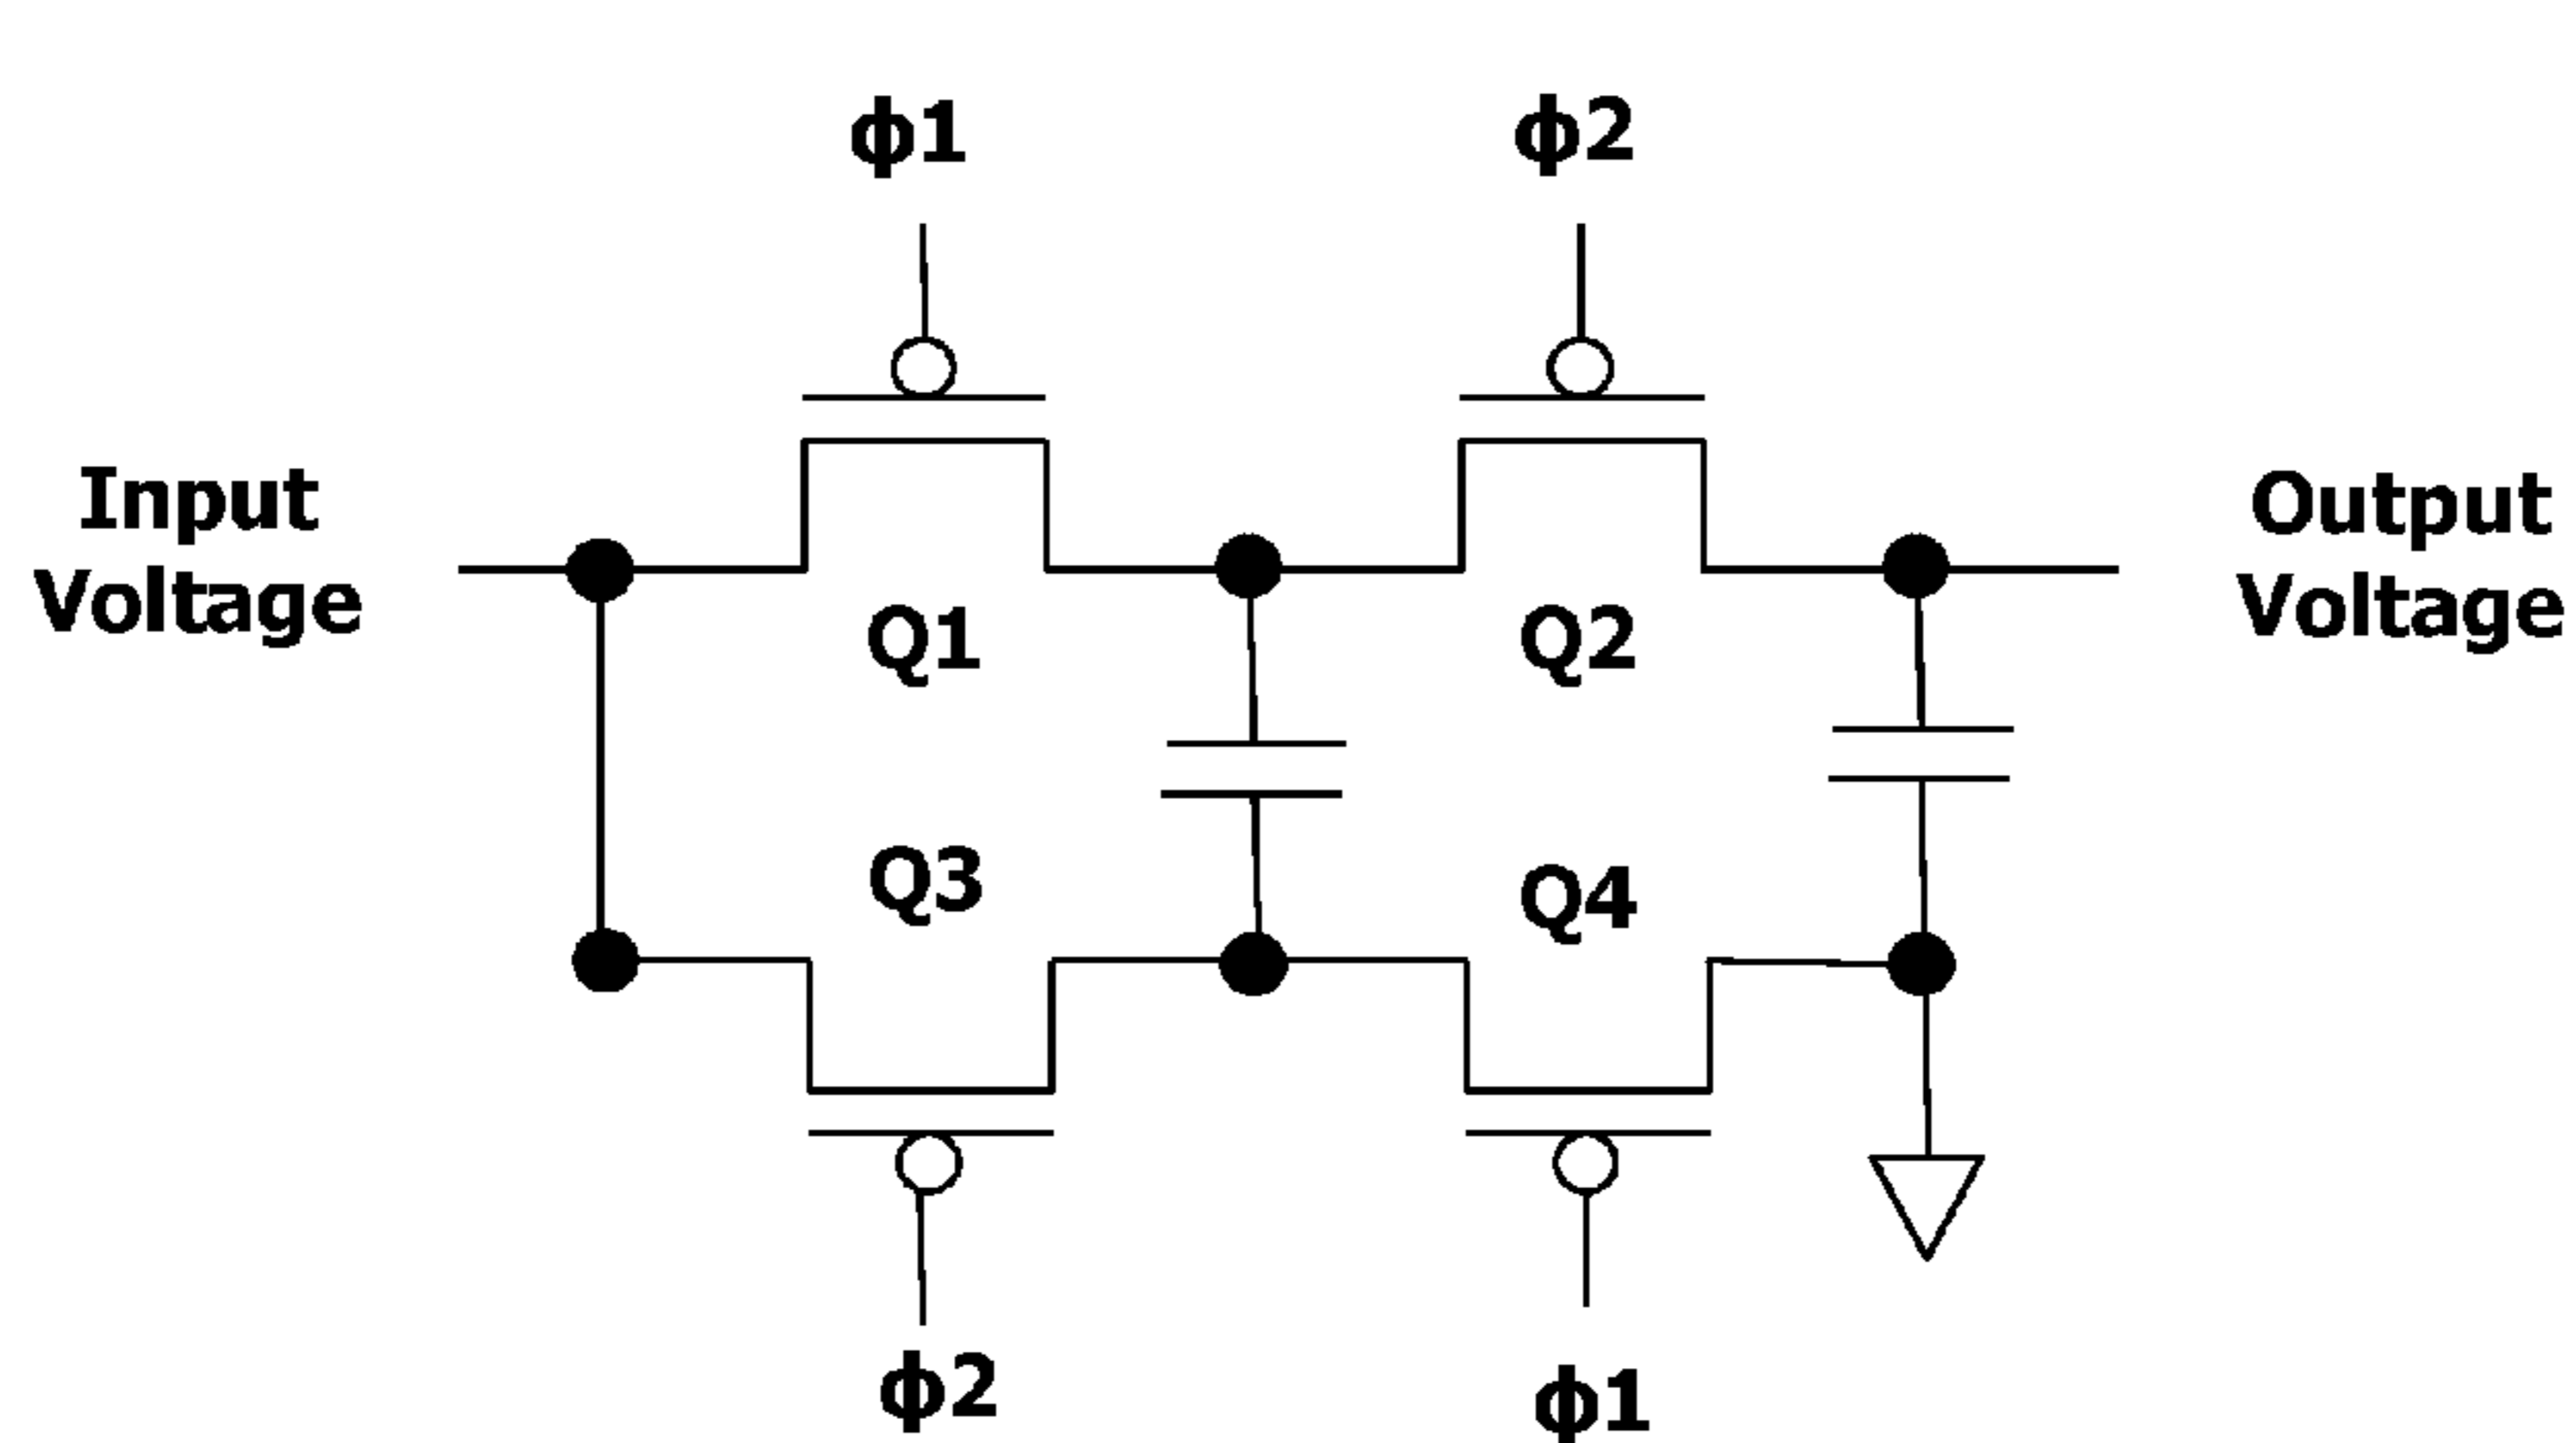 ϕ1
ϕ2
Input
Voltage
Output
Voltage
Q1
Q2
Q3
Q4
ϕ2
ϕ1